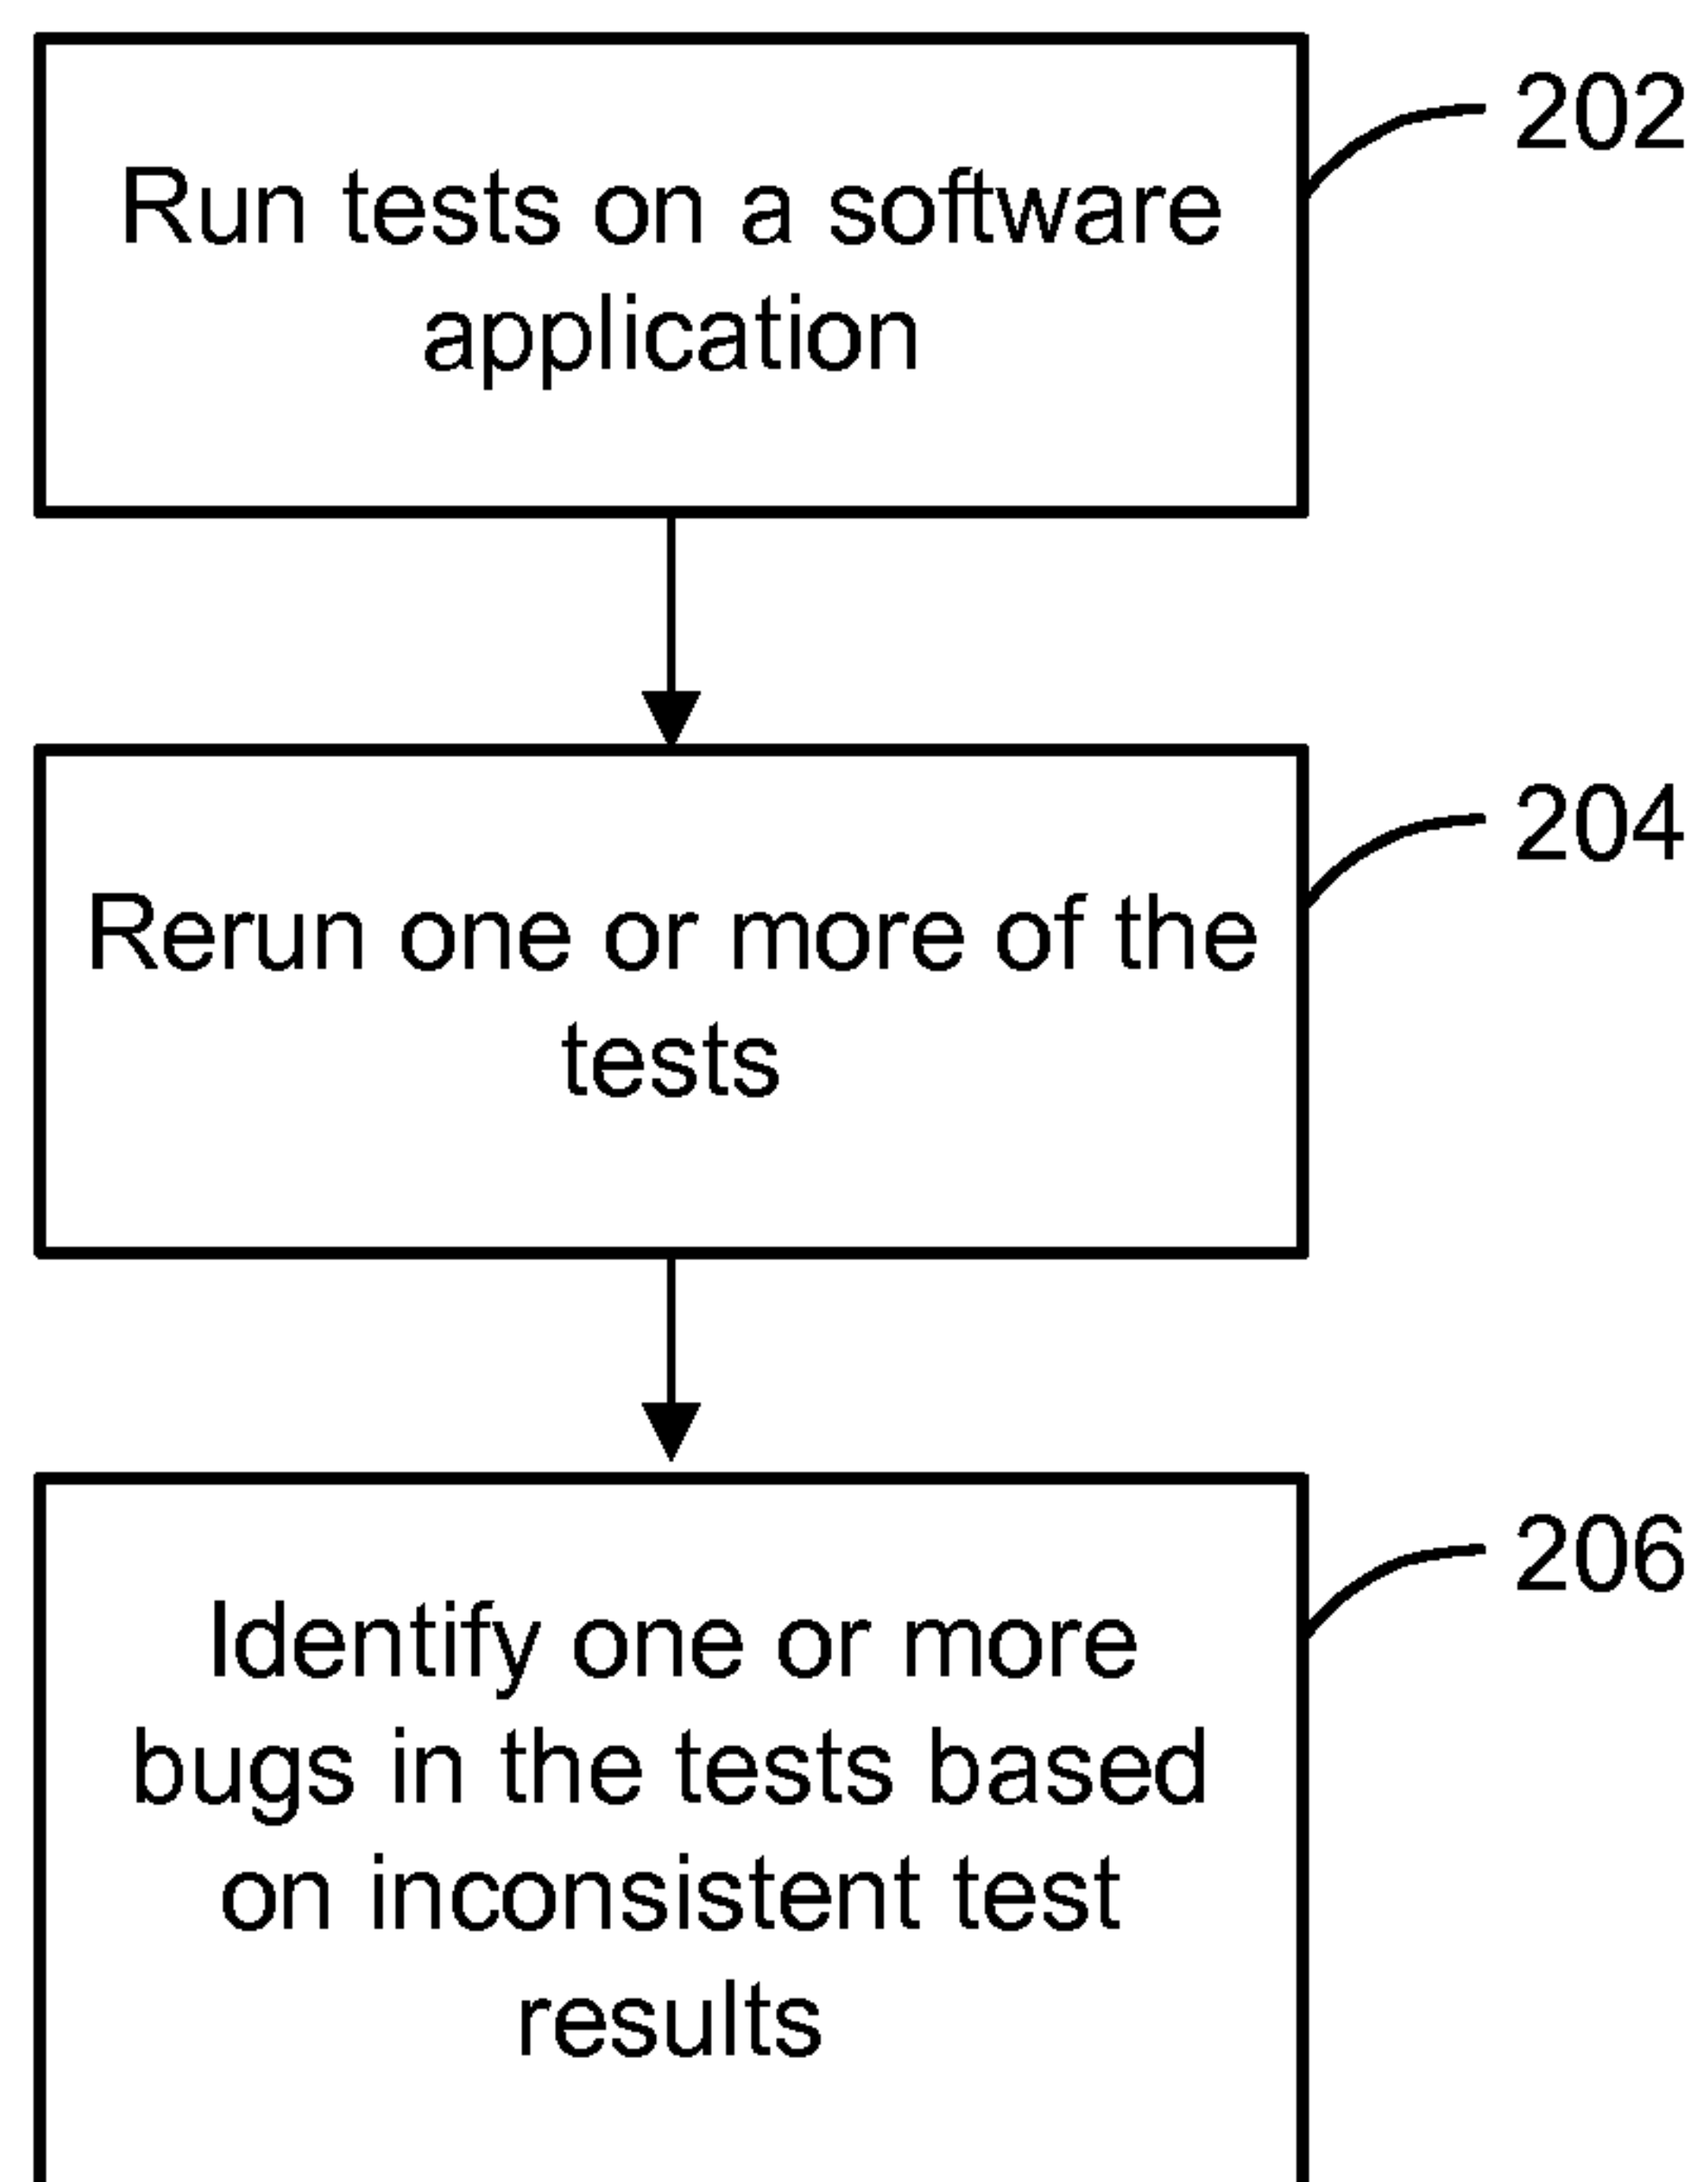 202
Run tests on a software
application
204
Rerun one or more of the
tests
206
Identify one or more
bugs in the tests based
on inconsistent test
results